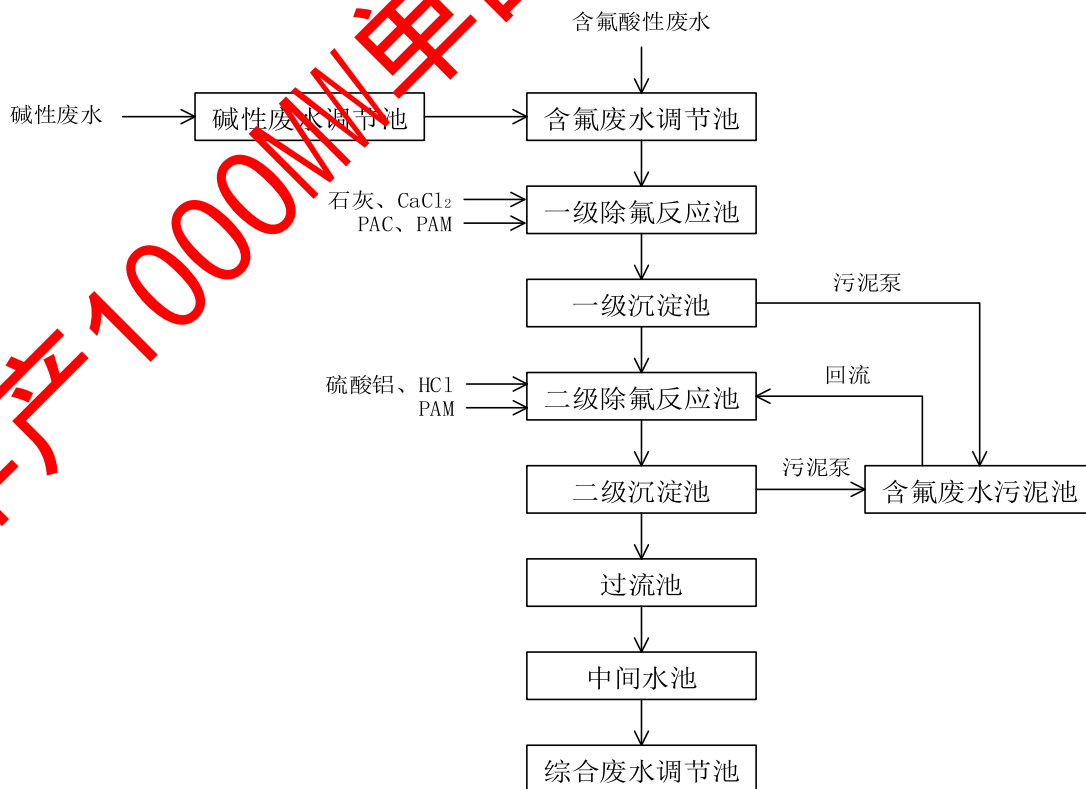 含氟酸性废水
碱性废水
碱性废水调节池
含氟废水调节池
石灰、CaCl₂
PAC、PAM
一级除氟反应池
一级沉淀池
污泥泵
硫酸铝、HCl
PAM
二级除氟反应池
回流
二级沉淀池
污泥泵
含氟废水污泥池
过流池
中间水池
综合废水调节池
产1000MW单